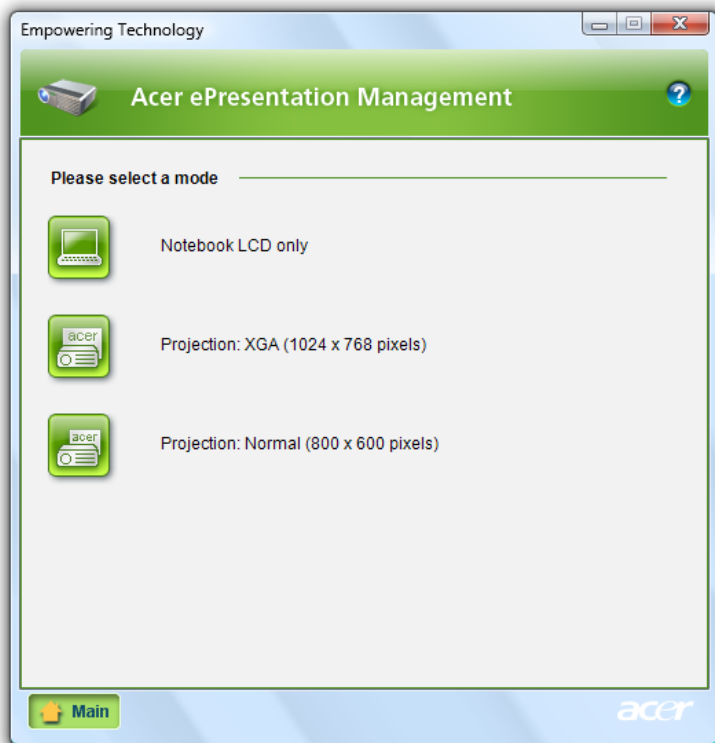 Empowering Technology
Acer ePresentation Management
?
Please select a mode
Notebook LCD only
acer
Projection: XGA (1024 x 768 pixels)
acer
Projection: Normal (800 x 600 pixels)
Main
acer